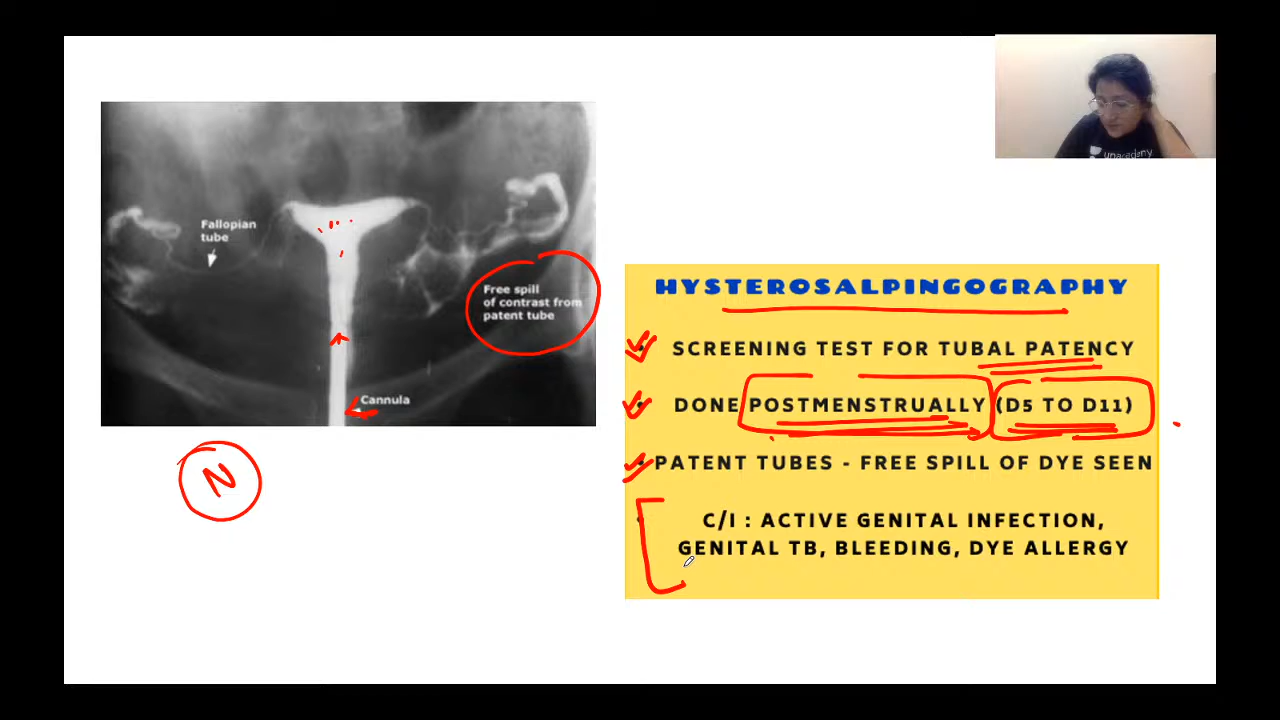 unacademy
Fallopian
tube
Free spill
of contrast from
patent tube
Cannula
N
HYSTEROSALPINGOGRAPHY
SCREENING TEST FOR TUBAL PATENCY
DONE POSTMENSTRUALLY (D5 TO D11)
PATENT TUBES - FREE SPILL OF DYE SEEN
C/I : ACTIVE GENITAL INFECTION,
GENITAL TB, BLEEDING, DYE ALLERGY